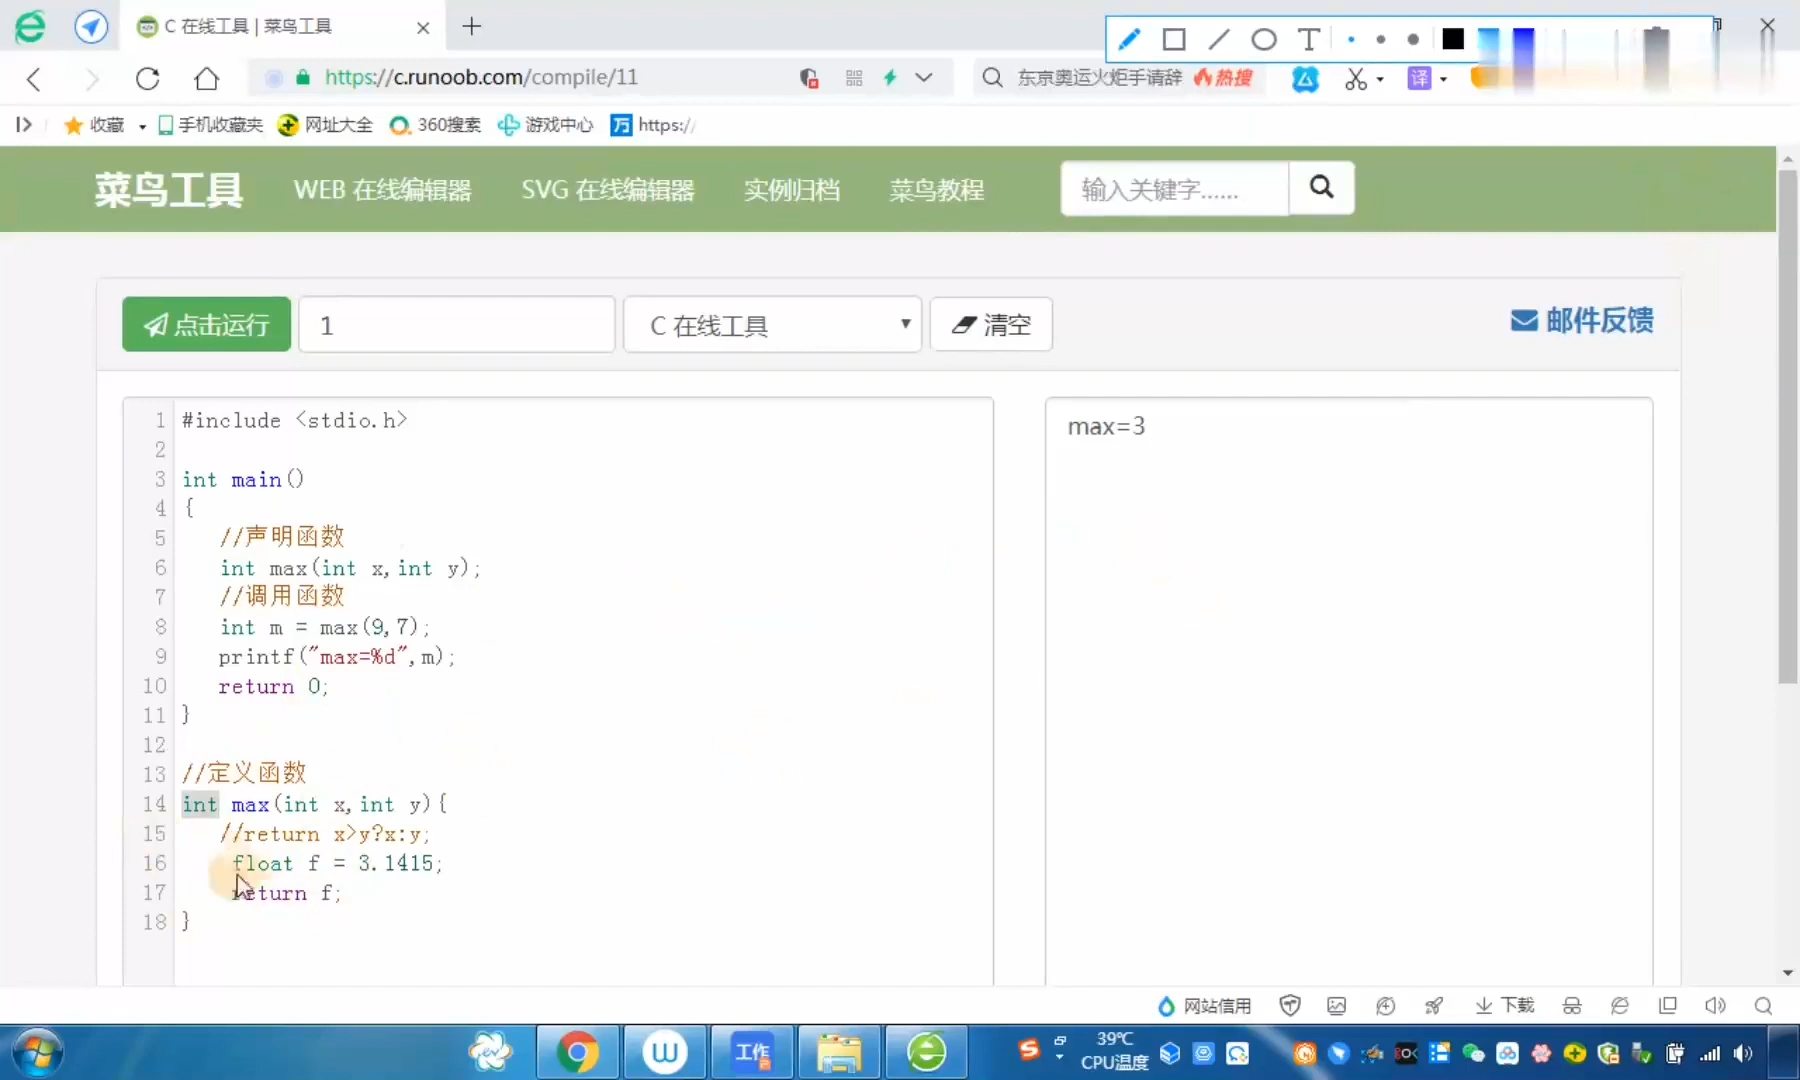 C 在线工具 | 菜鸟工具
https://c.runoob.com/compile/11
东京奥运火炬手请辞 热搜
译
收藏 手机收藏夹 网址大全 360搜索 游戏中心 万 https:/
菜鸟工具 WEB 在线编辑器 SVG 在线编辑器 实例归档 菜鸟教程 输入关键字......
点击运行 1 C 在线工具 清空 邮件反馈
1 #include <stdio.h>
2
3 int main()
4 {
5 //声明函数
6 int max(int x,int y);
7 //调用函数
8 int m = max(9,7);
9 printf("max=%d",m);
10 return 0;
11 }
12
13 //定义函数
14 int max(int x,int y){
15 //return x>y?x:y;
16 float f = 3.1415;
17 return f;
18 }
max=3
网站信用 下载
工作
39℃
CPU温度